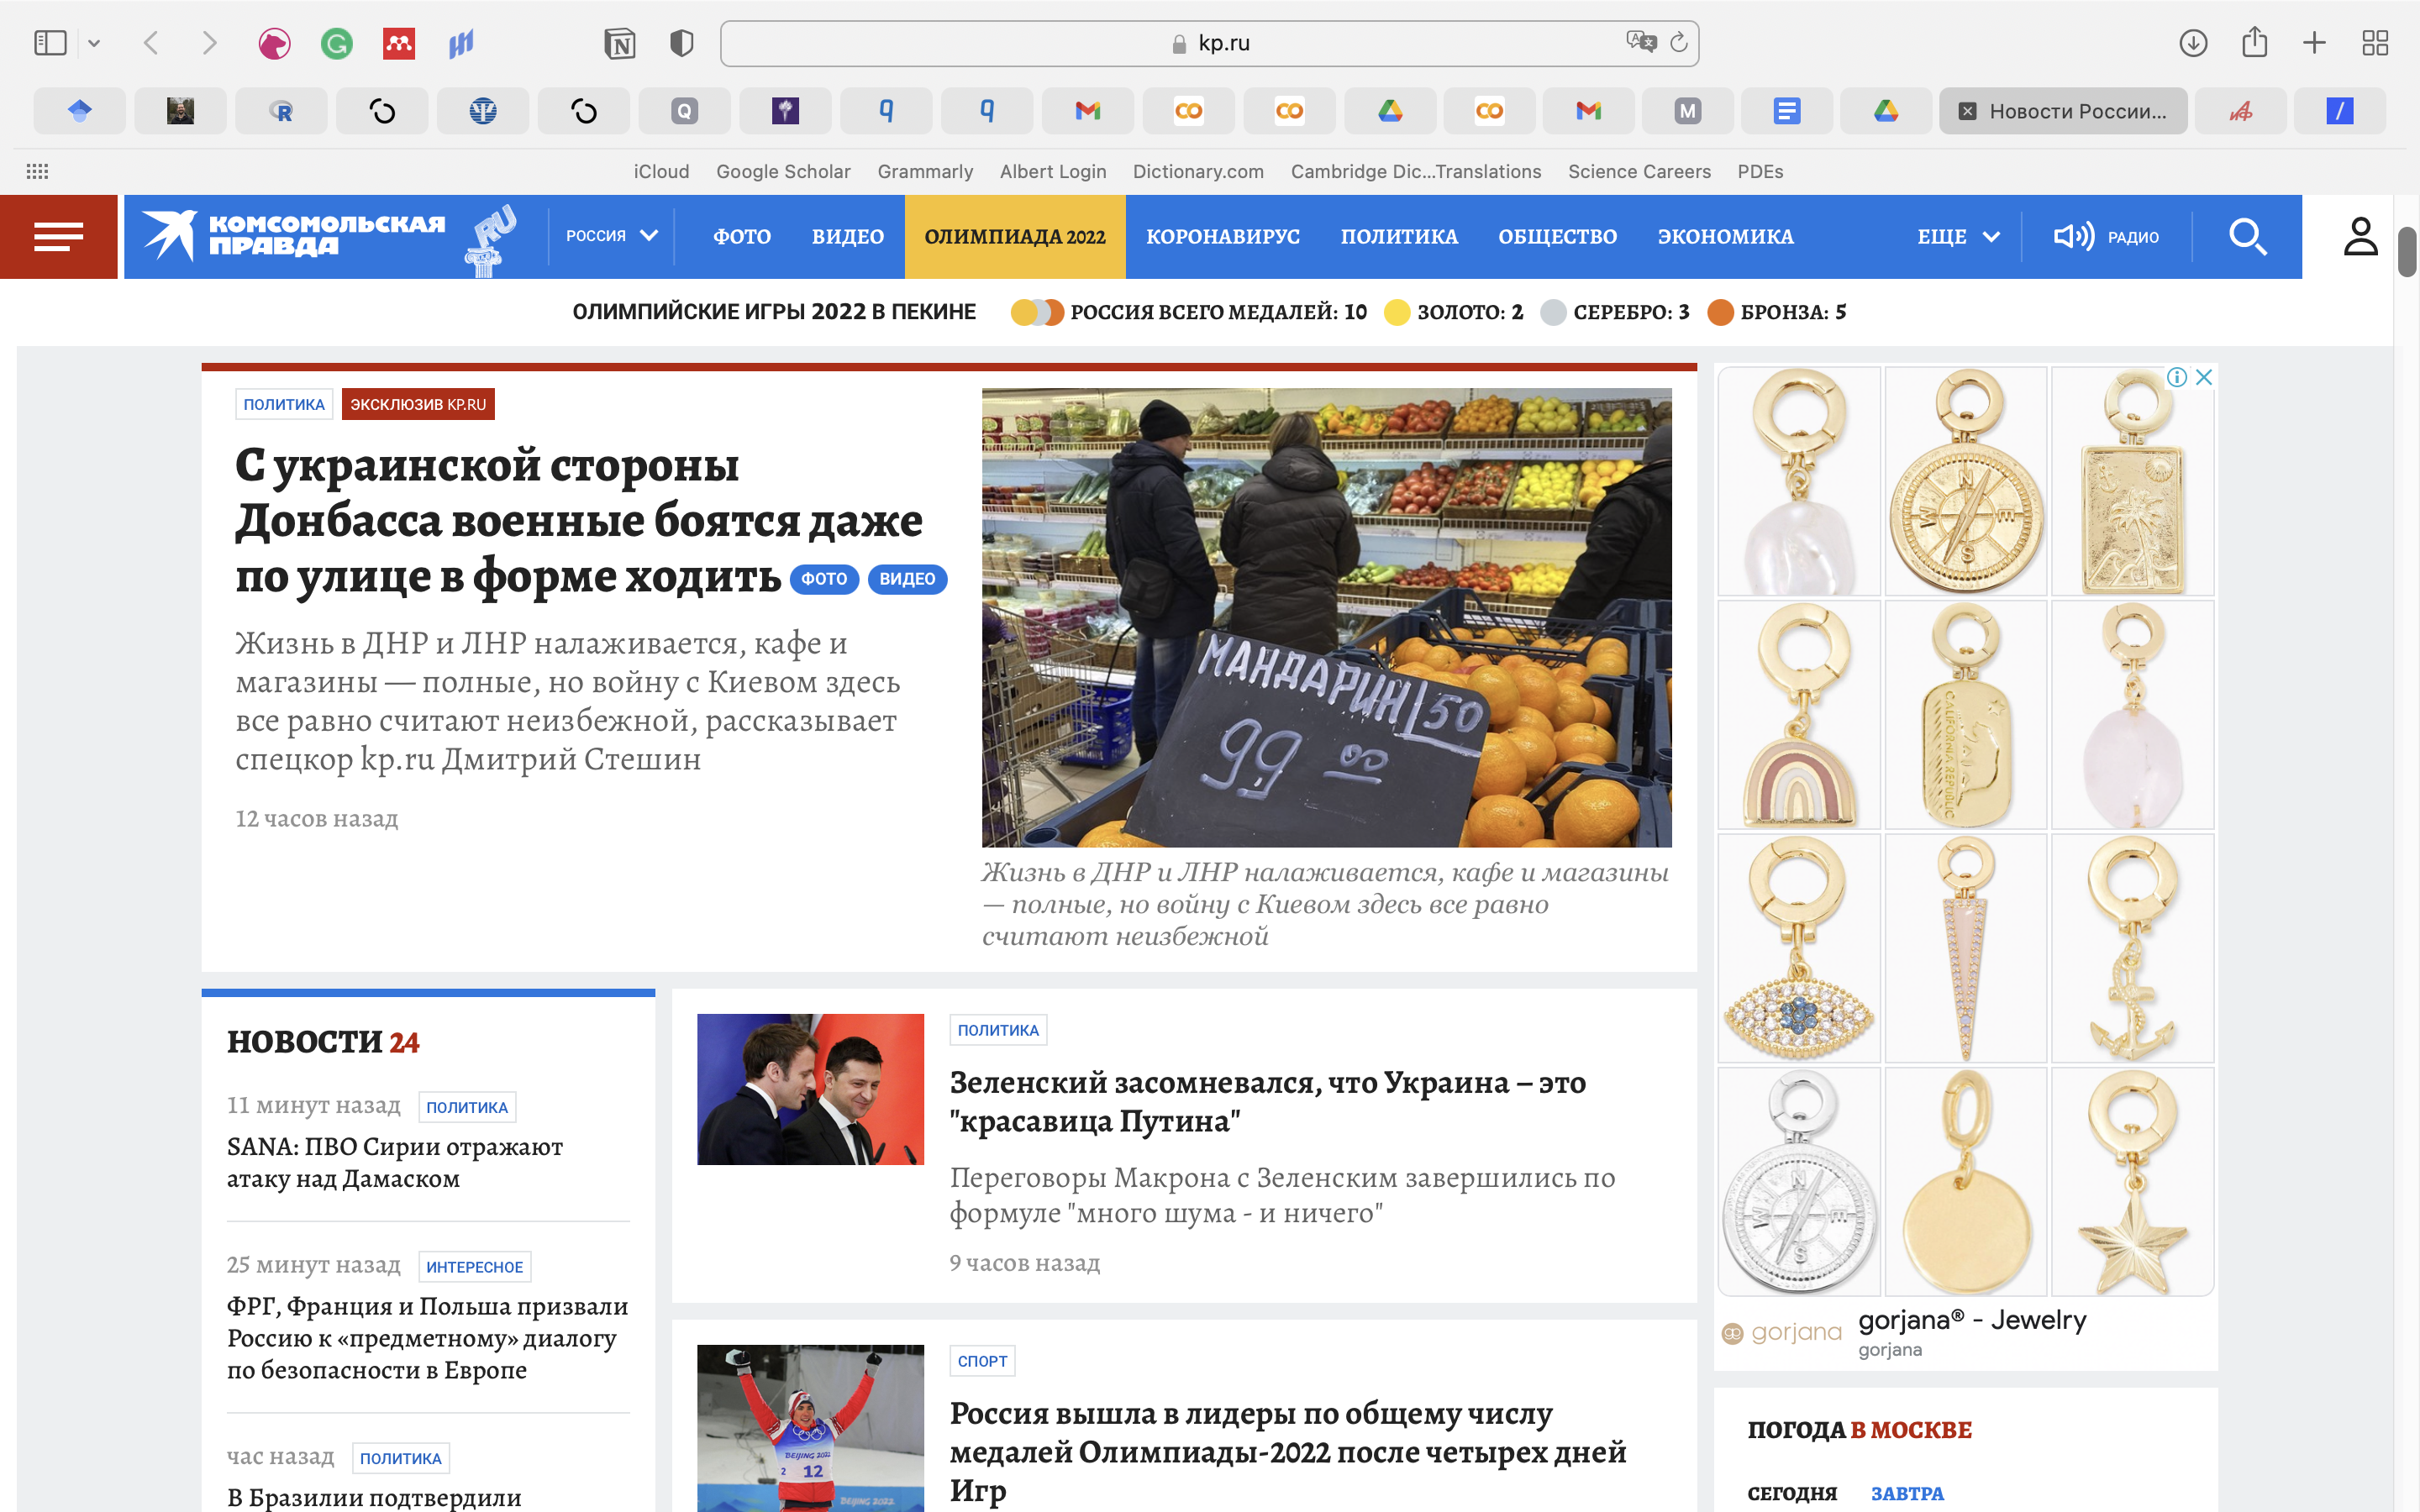 kp.ru
Новости России...
iCloud
Google Scholar
Grammarly
Albert Login
Dictionary.com
Cambridge Dic...Translations
Science Careers
PDEs
КОМСОМОЛЬСКАЯ
ПРАВДА
RU
РОССИЯ
ФОТО
ВИДЕО
ОЛИМПИАДА 2022
КОРОНАВИРУС
ПОЛИТИКА
ОБЩЕСТВО
ЭКОНОМИКА
ЕЩЕ
РАДИО
ОЛИМПИЙСКИЕ ИГРЫ 2022 В ПЕКИНЕ
РОССИЯ ВСЕГО МЕДАЛЕЙ: 10
ЗОЛОТО: 2
СЕРЕБРО: 3
БРОНЗА: 5
ПОЛИТИКА
ЭКСКЛЮЗИВ KP.RU
С украинской стороны
Донбасса военные боятся даже
по улице в форме ходить ФОТО ВИДЕО
Жизнь в ДНР и ЛНР налаживается, кафе и
магазины — полные, но войну с Киевом здесь
все равно считают неизбежной, рассказывает
спецкор kp.ru Дмитрий Стешин
12 часов назад
МАНДАРИН 50
99 00
Жизнь в ДНР и ЛНР налаживается, кафе и магазины
— полные, но войну с Киевом здесь все равно
считают неизбежной
НОВОСТИ 24
11 минут назад ПОЛИТИКА
SANA: ПВО Сирии отражают
атаку над Дамаском
25 минут назад ИНТЕРЕСНОЕ
ФРГ, Франция и Польша призвали
Россию к «предметному» диалогу
по безопасности в Европе
час назад ПОЛИТИКА
В Бразилии подтвердили
ПОЛИТИКА
Зеленский засомневался, что Украина – это
"красавица Путина"
Переговоры Макрона с Зеленским завершились по
формуле "много шума - и ничего"
9 часов назад
СПОРТ
Россия вышла в лидеры по общему числу
медалей Олимпиады-2022 после четырех дней
Игр
BEIJING 2022
2 12
BEIJING 2022
N
E
S
W
CALIFORNIA REPUBLIC
N
E
S
W
gorjana
gorjana® - Jewelry
gorjana
ПОГОДА В МОСКВЕ
СЕГОДНЯ
ЗАВТРА